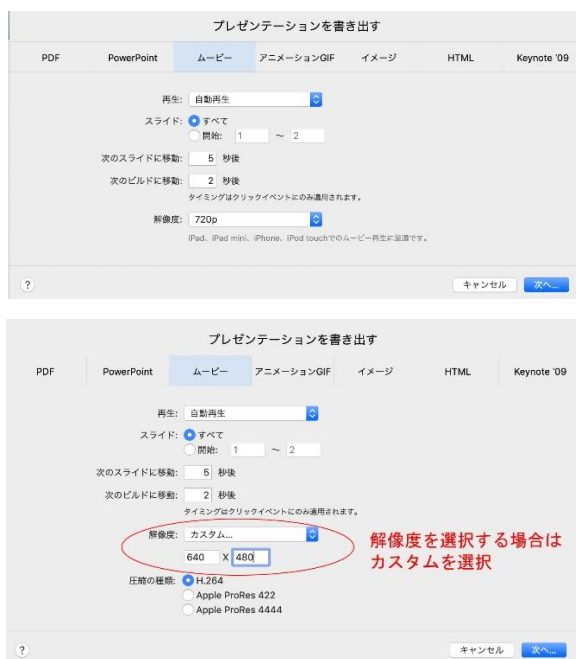 プレゼンテーションを書き出す
PDF PowerPoint ムービー アニメーションGIF イメージ HTML Keynote '09
再生: 自動再生
スライド: すべて
開始: 1 ~ 2
次のスライドに移動: 5 秒後
次のビルドに移動: 2 秒後
タイミングはクリックイベントにのみ適用されます。
解像度: 720p
iPad、iPad mini、iPhone、iPod touchでのムービー再生に最適です。
? キャンセル 次へ...
プレゼンテーションを書き出す
PDF PowerPoint ムービー アニメーションGIF イメージ HTML Keynote '09
再生: 自動再生
スライド: すべて
開始: 1 ~ 2
次のスライドに移動: 5 秒後
次のビルドに移動: 2 秒後
タイミングはクリックイベントにのみ適用されます。
解像度: カスタム...
640 X 480
解像度を選択する場合は
カスタムを選択
圧縮の種類: H.264
Apple ProRes 422
Apple ProRes 4444
? キャンセル 次へ...